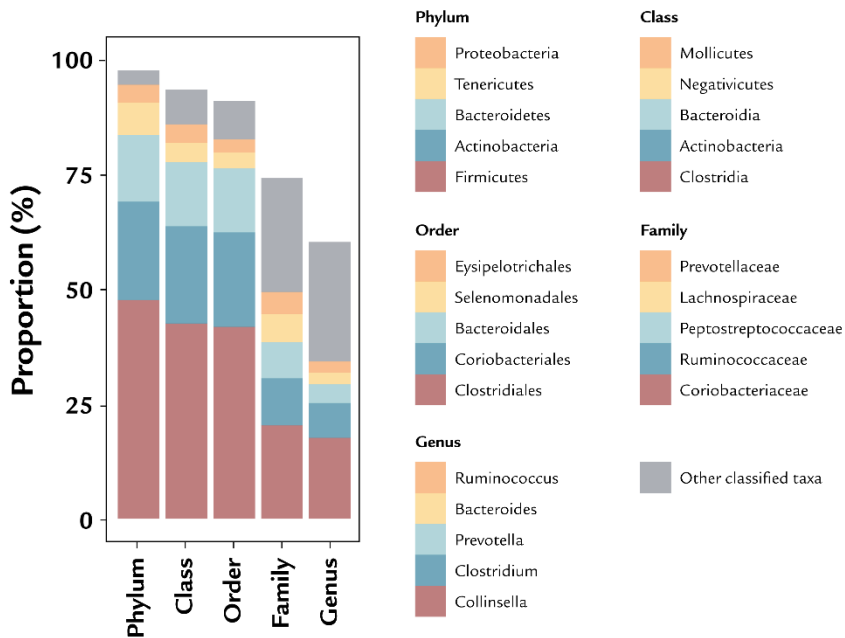 Proportion (%)
100
75
50
25
0
Phylum
Class
Order
Family
Genus
Phylum
Proteobacteria
Tenericutes
Bacteroidetes
Actinobacteria
Firmicutes
Class
Mollicutes
Negativicutes
Bacteroidia
Actinobacteria
Clostridia
Order
Eysipelotrichales
Selenomonadales
Bacteroidales
Coriobacteriales
Clostridiales
Family
Prevotellaceae
Lachnospiraceae
Peptostreptococcaceae
Ruminococcaceae
Coriobacteriaceae
Genus
Ruminococcus
Bacteroides
Prevotella
Clostridium
Collinsella
Other classified taxa